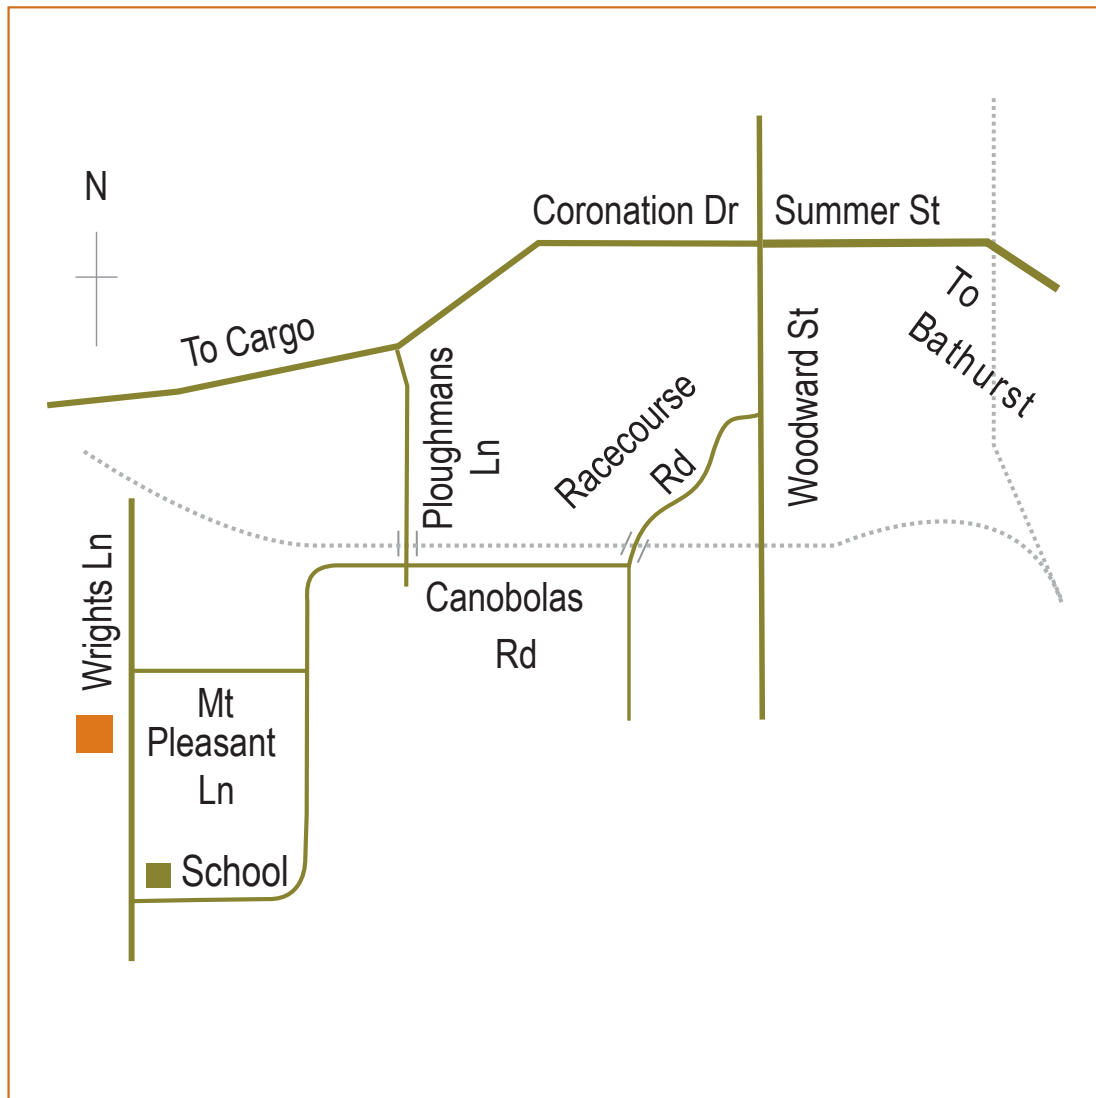 N
Coronation Dr
Summer St
To Cargo
To
Bathurst
Ploughmans
Ln
Racecourse
Rd
Woodward St
Wrights Ln
Canobolas
Rd
Mt
Pleasant
Ln
School